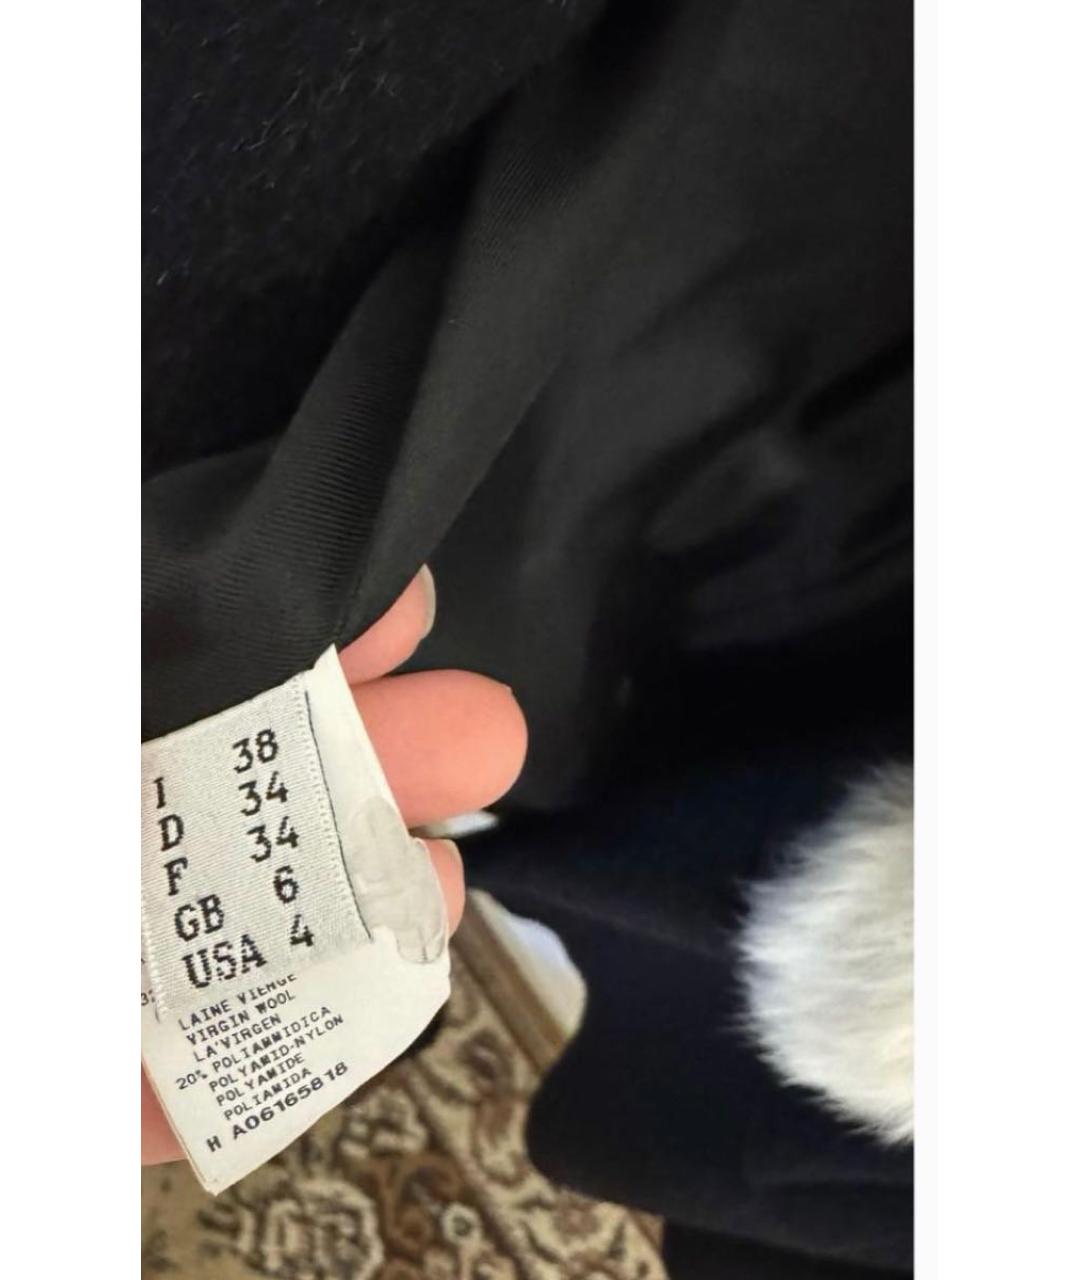 I 38
D 34
F 34
GB 6
USA 4
LAINE VIERGE
VIRGIN WOOL
LA'VIRGEN
20% POLIAMMIDICA
POLYAMID-NYLON
POLYAMIDE
POLIAMIDA
H A06165818